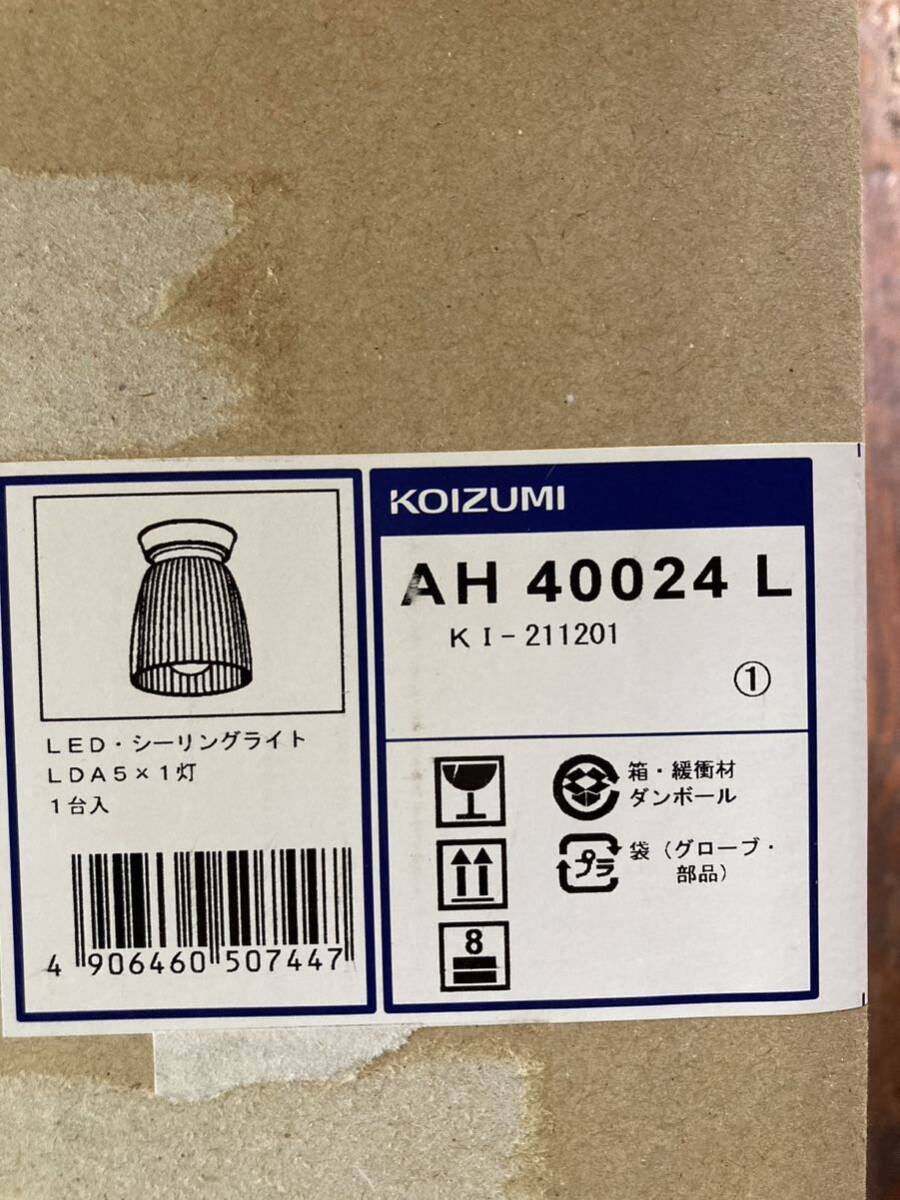 LED・シーリングライト
LDA5×1灯
1台入
4 906460 507447
KOIZUMI
AH 40024 L
KI-211201
①
8
箱・緩衝材
ダンボール
プラ
袋（グローブ・
部品）